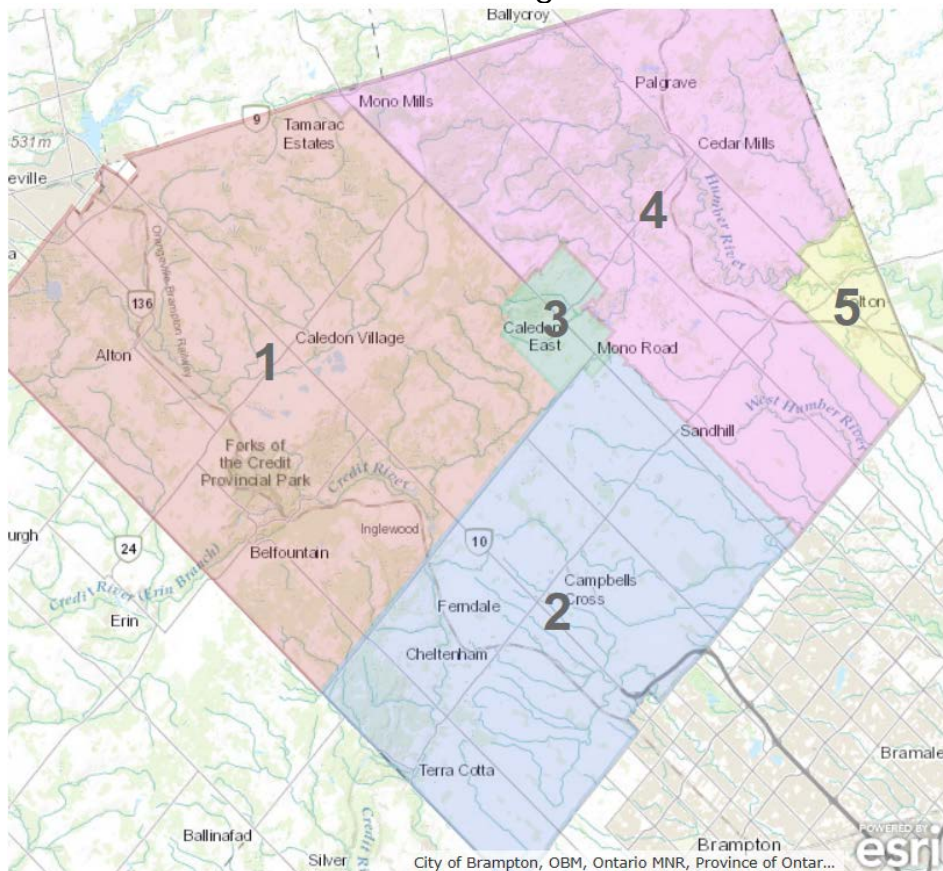 Ballycroy
Palgrave
Mono Mills
9
Tamarac
Estates
531m
Cedar Mills
eville
4
Humber River
a
Orangeville Brampton Railway
136
5
3
Caledon
East
Caledon Village
Mono Road
Alton
1
West Humber River
Sandhill
Forks of
the Credit
Provincial Park
Credit River
Inglewood
urgh
24
10
Belfountain
Credit River (Erin Branch)
Campbells
Cross
Ferndale
2
Erin
Cheltenham
Terra Cotta
Bramale
Ballinafad
Credit Ri
Silver
Brampton
POWERED BY
esri
City of Brampton, OBM, Ontario MNR, Province of Ontar...